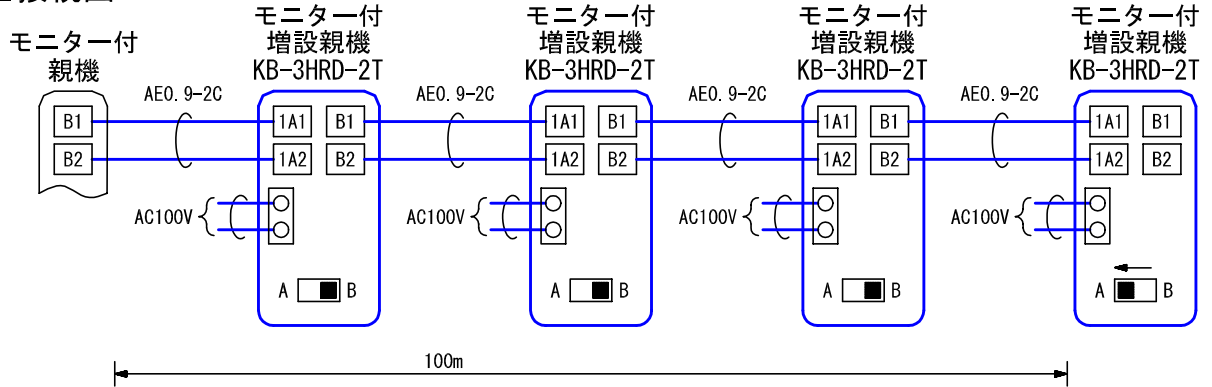 モニター付
親機
モニター付
増設親機
KB-3HRD-2T
モニター付
増設親機
KB-3HRD-2T
モニター付
増設親機
KB-3HRD-2T
モニター付
増設親機
KB-3HRD-2T
AE0.9-2C
AE0.9-2C
AE0.9-2C
AE0.9-2C
B1 1A1 B1 1A1 B1 1A1 B1 1A1 B1
B2 1A2 B2 1A2 B2 1A2 B2 1A2 B2
AC100V AC100V AC100V AC100V
A B A B A B A B
100m